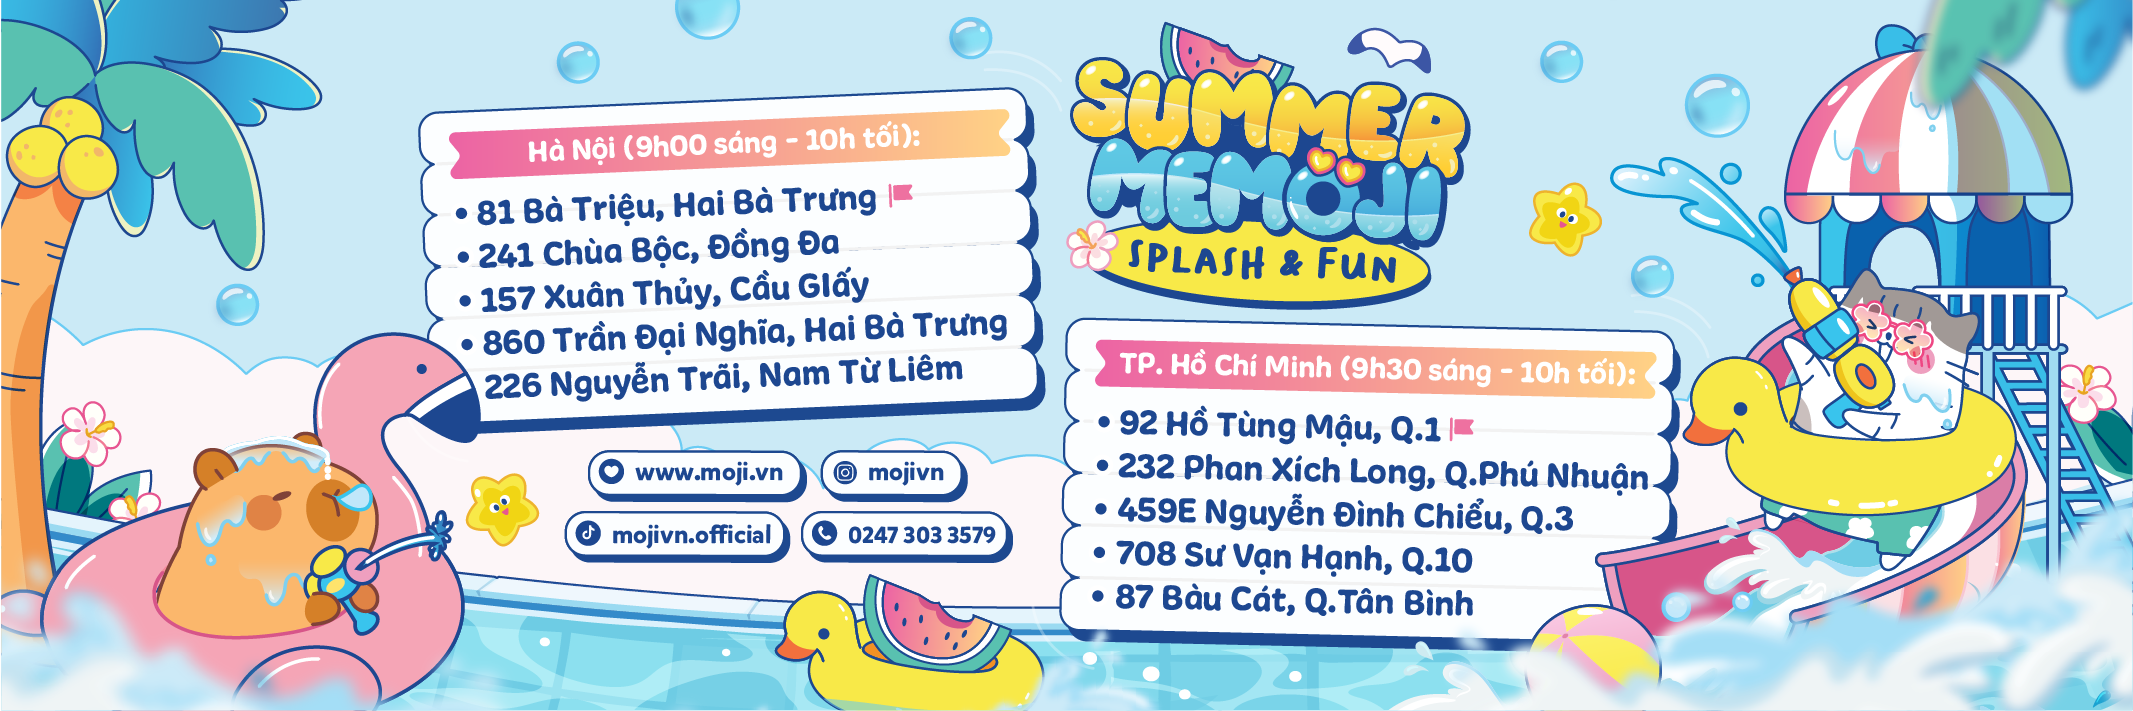 SUMMER
MEMOJI
SPLASH & FUN
Hà Nội (9h00 sáng - 10h tối):
• 81 Bà Triệu, Hai Bà Trưng
• 241 Chùa Bộc, Đồng Đa
• 157 Xuân Thủy, Cầu GIấy
• 860 Trần Đại Nghĩa, Hai Bà Trưng
226 Nguyễn Trãi, Nam Từ Liêm
www.moji.vn
mojivn
mojivn.official
0247 303 3579
TP. Hồ Chí Minh (9h30 sáng - 10h tối):
• 92 Hồ Tùng Mậu, Q.1
• 232 Phan Xích Long, Q.Phú Nhuận
• 459E Nguyễn Đình Chiểu, Q.3
• 708 Sư Vạn Hạnh, Q.10
• 87 Bàu Cát, Q.Tân Bình